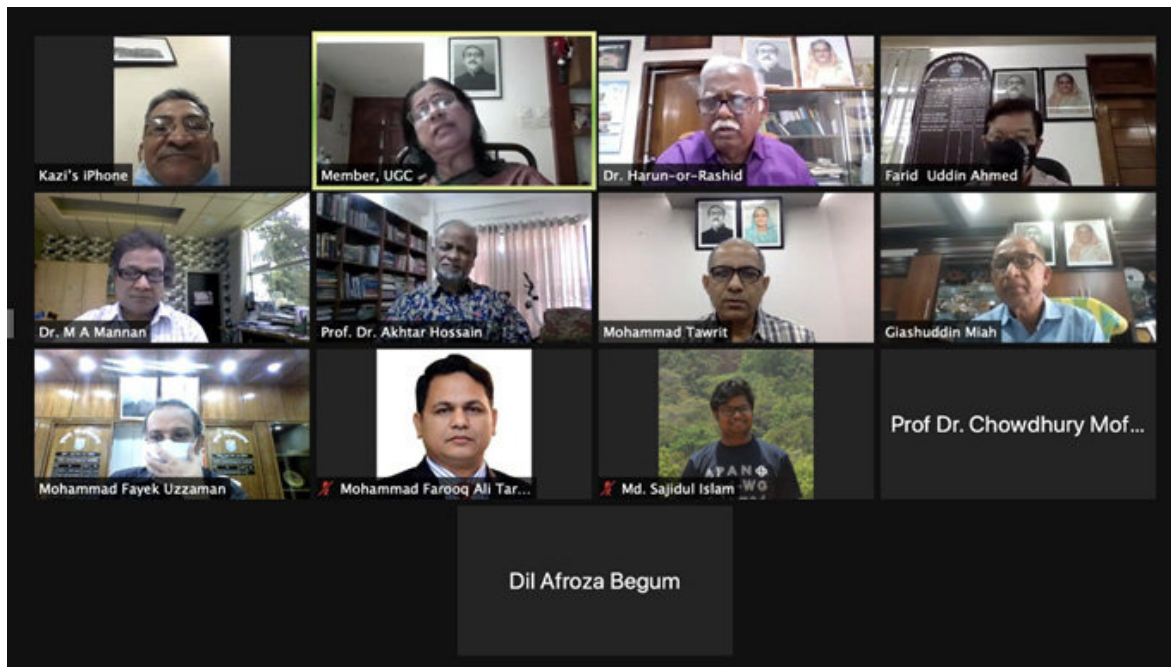 Kazi's iPhone
Member, UGC
Dr. Harun-or-Rashid
Farid Uddin Ahmed
Dr. M A Mannan
Prof. Dr. Akhtar Hossain
Mohammad Tawrit
Giashuddin Miah
Mohammad Fayek Uzzaman
Mohammad Farooq Ali Tar...
Md. Sajidul Islam
APAN
WG
Prof Dr. Chowdhury Mof...
Dil Afroza Begum